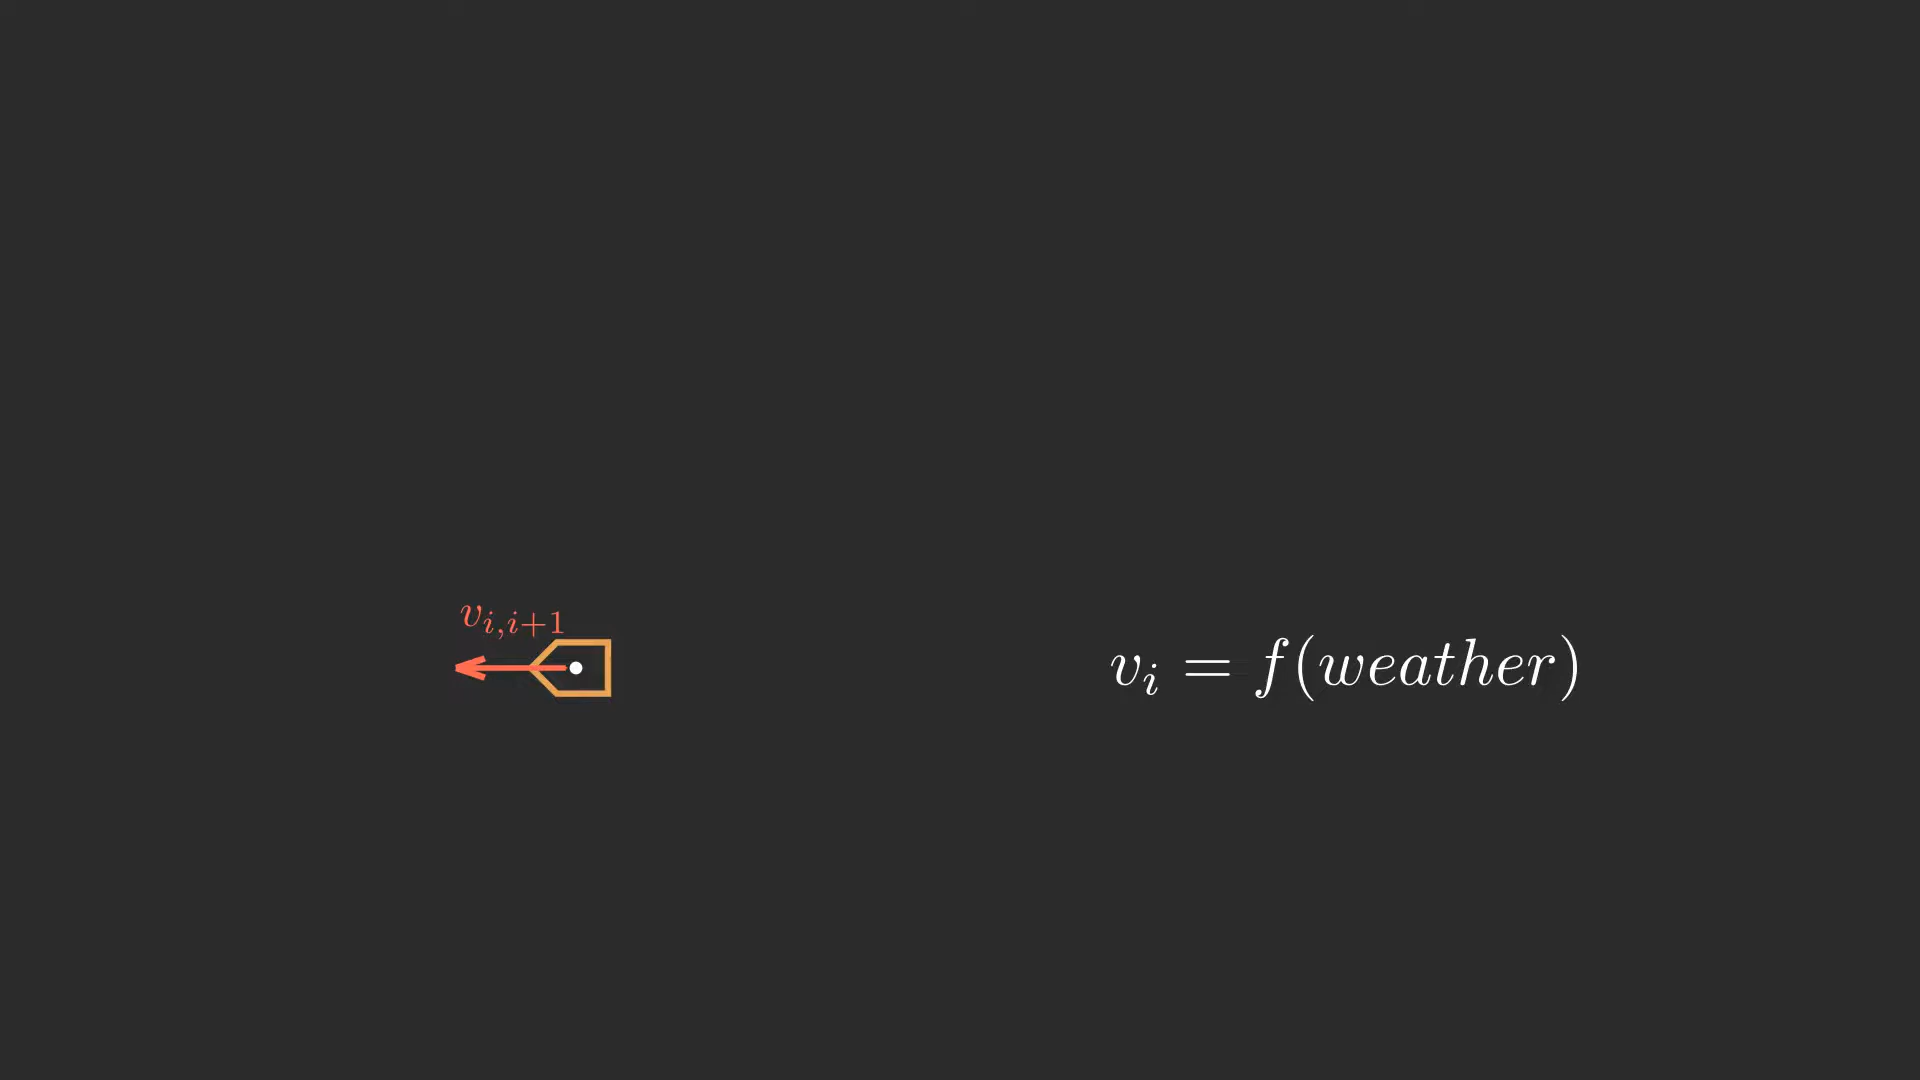 v_{i,i+1}
v_i = f(weather)